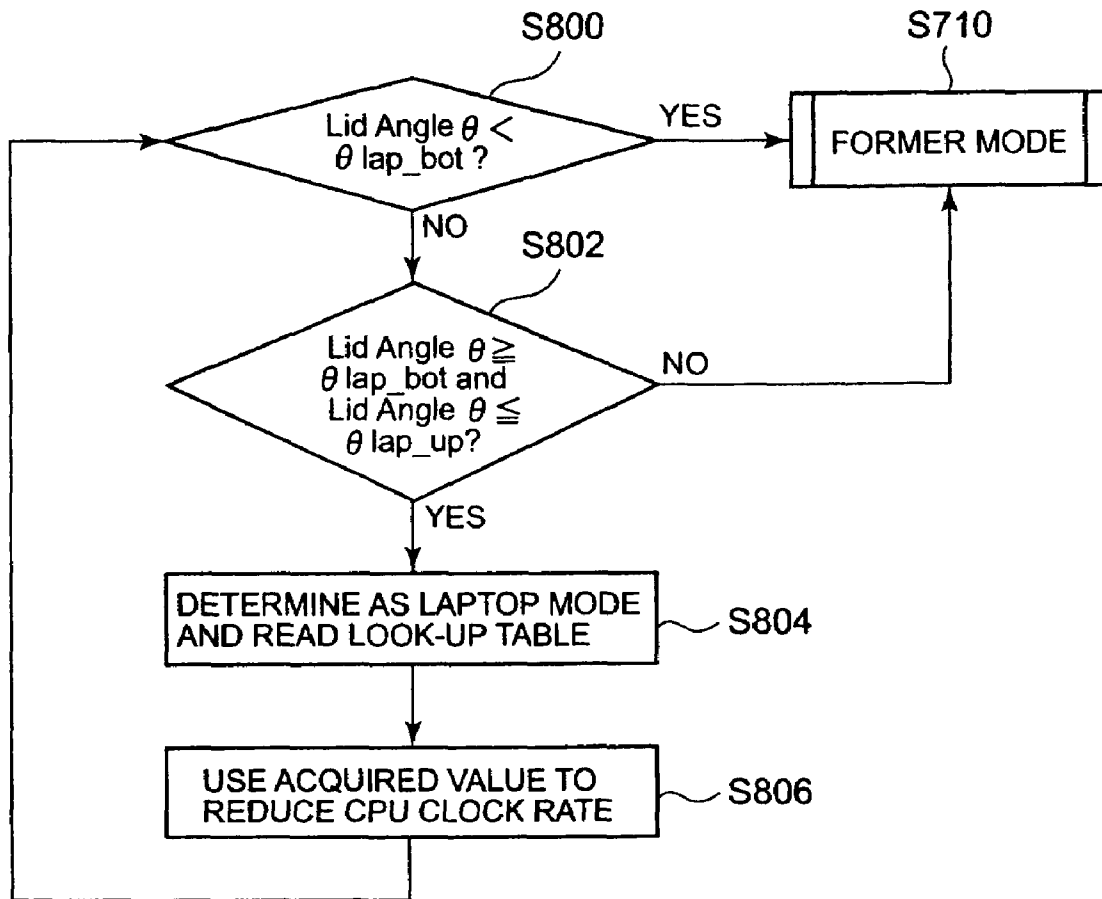 S800
S710
Lid Angle θ <
θ lap_bot ?
YES
FORMER MODE
NO
S802
Lid Angle θ ≧
θ lap_bot and
Lid Angle θ ≦
θ lap_up?
NO
YES
DETERMINE AS LAPTOP MODE
AND READ LOOK-UP TABLE
S804
USE ACQUIRED VALUE TO
REDUCE CPU CLOCK RATE
S806